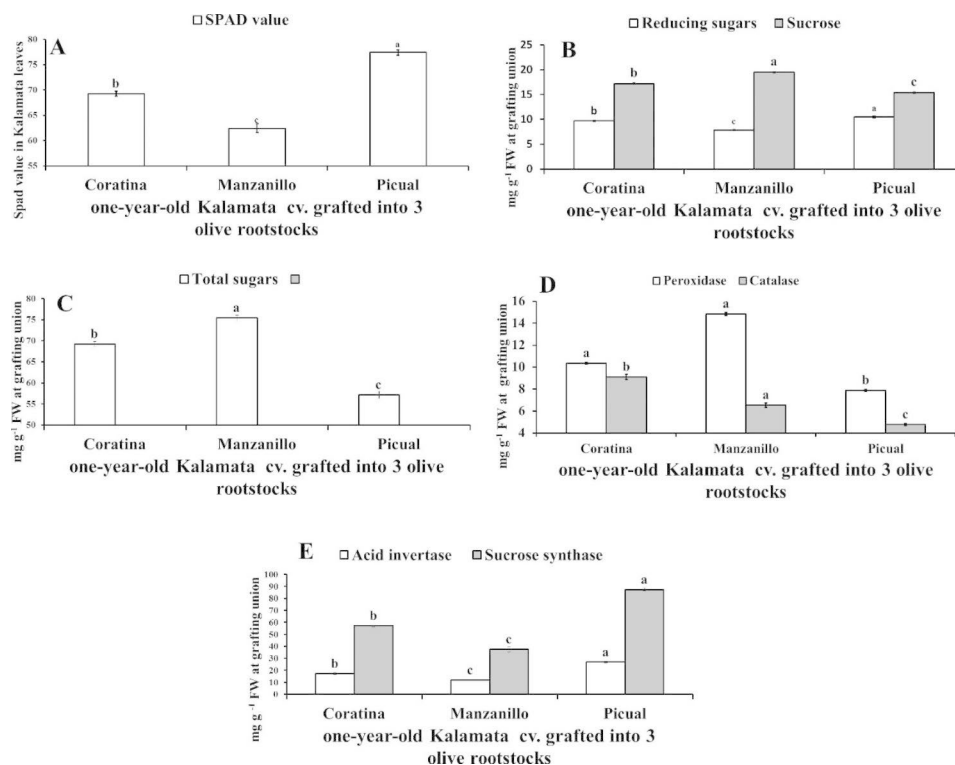 A
SPAD value
Spad value in Kalamata leaves
80
75
70
65
60
55
b
c
a
Coratina Manzanillo Picual
one-year-old Kalamata cv. grafted into 3
olive rootstocks
B
Reducing sugars Sucrose
mg g⁻¹ FW at grafting union
25
20
15
10
5
0
b b
c a
a c
Coratina Manzanillo Picual
one-year-old Kalamata cv. grafted into 3
olive rootstocks
C
Total sugars
mg g⁻¹ FW at grafting union
80
75
70
65
60
55
50
b
a
c
Coratina Manzanillo Picual
one-year-old Kalamata cv. grafted into 3 olive
rootstocks
D
Peroxidase Catalase
mg g⁻¹ FW at grafting union
16
14
12
10
8
6
4
a b
a a
b c
Coratina Manzanillo Picual
one-year-old Kalamata cv. grafted into 3 olive
rootstocks
E
Acid invertase Sucrose synthase
mg g⁻¹ FW at grafting union
100
90
80
70
60
50
40
30
20
10
0
b b
c c
a a
Coratina Manzanillo Picual
one-year-old Kalamata cv. grafted into 3
olive rootstocks